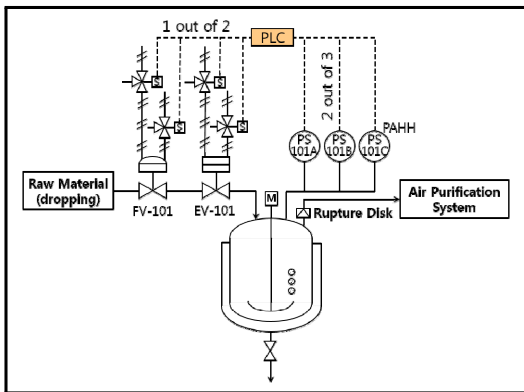 1 out of 2
PLC
2 out of 3
S
S
S
S
PAHH
PS
101A
PS
101B
PS
101C
Raw Material
(dropping)
FV-101
EV-101
M
Rupture Disk
Air Purification
System